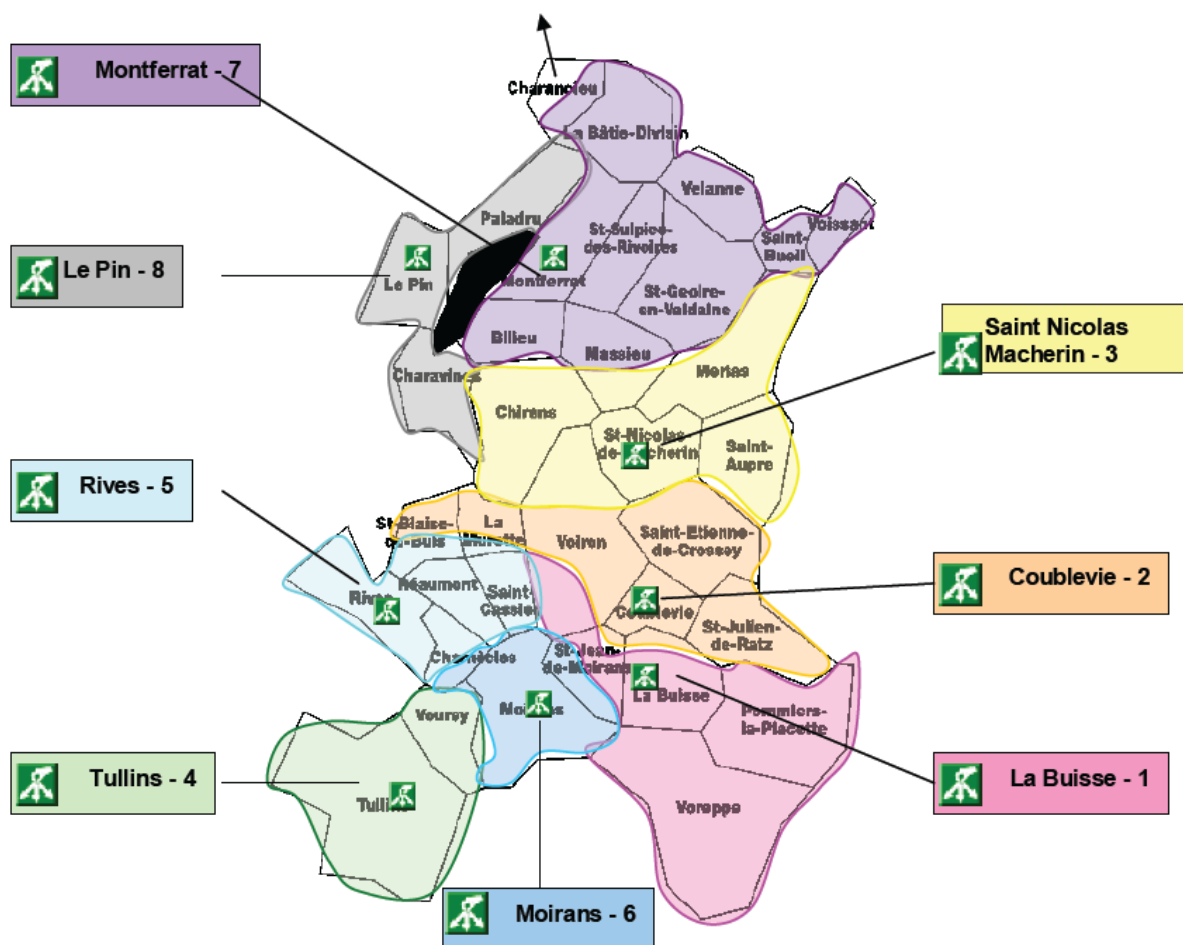 Montferrat - 7
Charancieu
La Bâtie-Divisin
Velanne
Voissant
Saint-
Bueil
Paladru
St-Sulpice-
des-Rivoires
Le Pin - 8
Le Pin
Montferrat
St-Geoire-
en-Valdaine
Bilieu
Massieu
Saint Nicolas
Macherin - 3
Charavines
Merlas
Chirens
St-Nicolas-
de-Macherin
Saint-
Aupre
Rives - 5
St-Blaise-
du-Buis
La
Murette
Voiron
Saint-Etienne-
de-Crossey
Réaumont
Rives
Saint-
Cassien
Coublevie
Coublevie - 2
St-Julien-
de-Ratz
Charnècles
St-Jean-
de-Moirans
La Buisse
Moirans
Vourey
Pommiers-
la-Placette
Tullins - 4
Tullins
Voreppe
La Buisse - 1
Moirans - 6